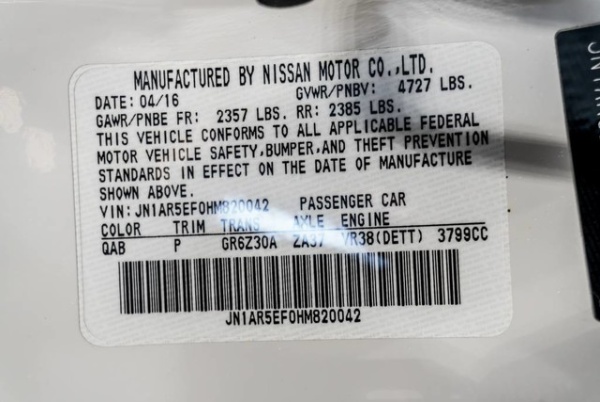 MANUFACTURED BY NISSAN MOTOR CO.,LTD.
DATE: 04/16 GVWR/PNBV: 4727 LBS.
GAWR/PNBE FR: 2357 LBS. RR: 2385 LBS.
THIS VEHICLE CONFORMS TO ALL APPLICABLE FEDERAL
MOTOR VEHICLE SAFETY,BUMPER,AND THEFT PREVENTION
STANDARDS IN EFFECT ON THE DATE OF MANUFACTURE
SHOWN ABOVE.
VIN:JN1AR5EF0HM820042 PASSENGER CAR
COLOR TRIM TRANS AXLE ENGINE
QAB P GR6Z30A ZA37 VR38(DETT) 3799CC
JN1AR5EF0HM820042